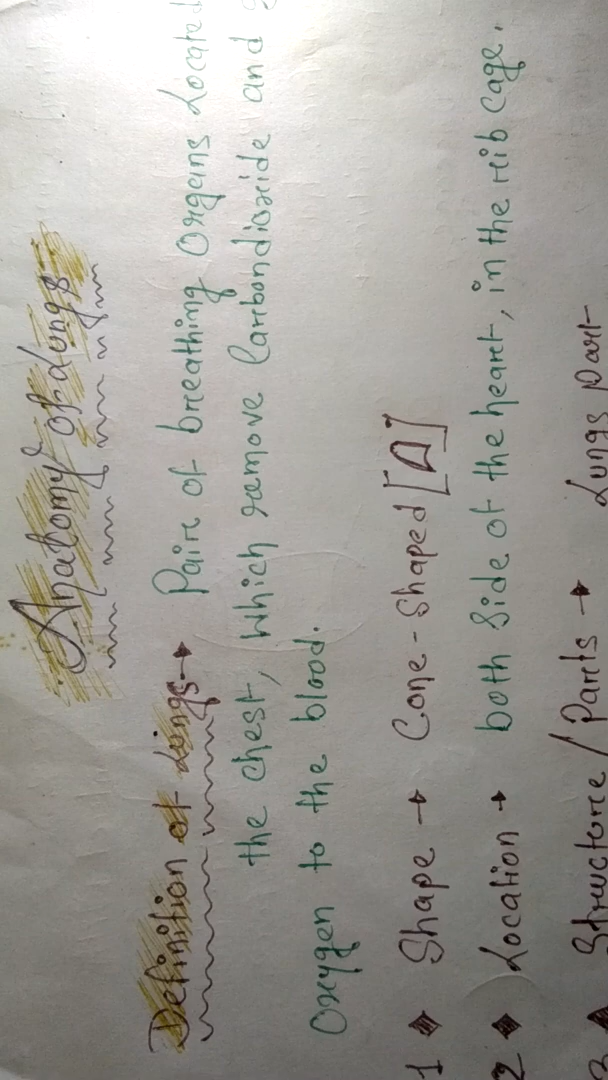 Anatomy of Lungs
Definition of Lungs → Pair of breathing Organs Located
the chest, which remove Carbondioxide and
Oxygen to the blood.
1 ◆ Shape → Cone-Shaped [△]
2 ◆ Location → both Side of the heart, in the rib cage.
3 ◆ Structore / Parts → Lungs part